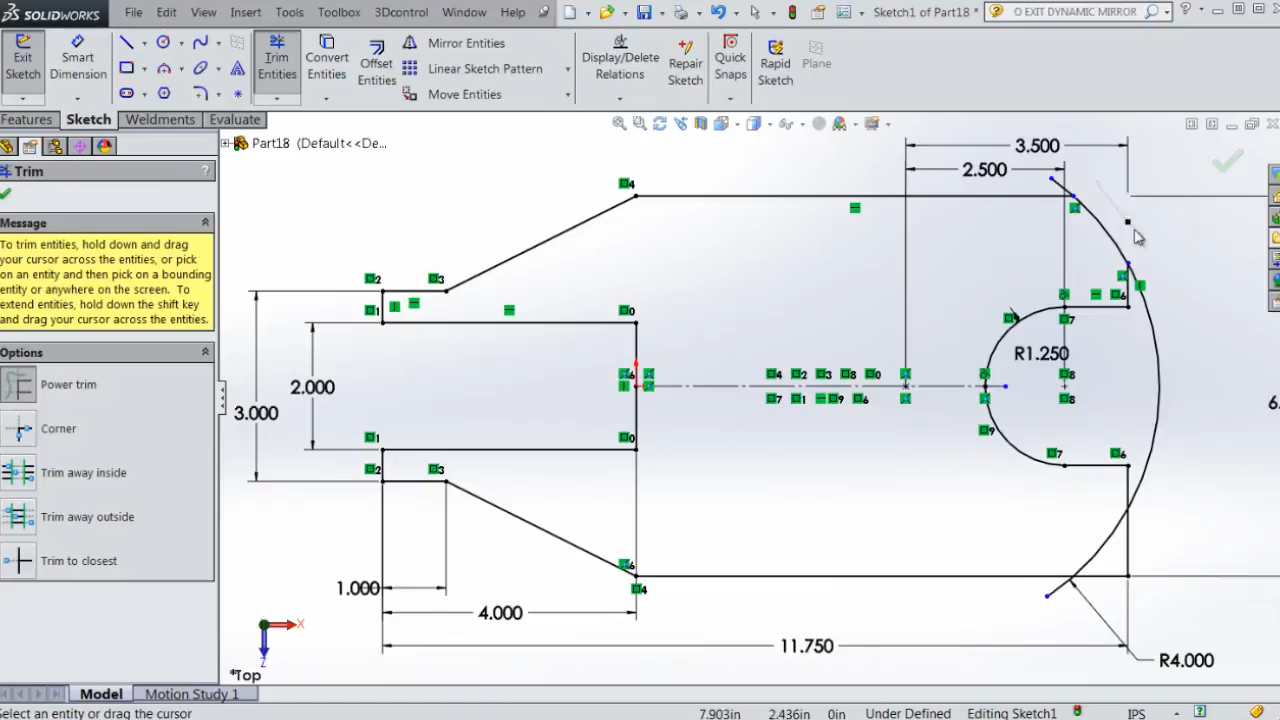 SOLIDWORKS File Edit View Insert Tools Toolbox 3Dcontrol Window Help Sketch1 of Part18 * EXIT DYNAMIC MIRROR
Exit Sketch
Smart Dimension
Trim Entities
Convert Entities
Offset Entities
Mirror Entities
Linear Sketch Pattern
Move Entities
Display/Delete Relations
Repair Sketch
Quick Snaps
Rapid Sketch
Plane
Features Sketch Weldments Evaluate
Part18 (Default<<De...
Trim ?
Message
To trim entities, hold down and drag
your cursor across the entities, or pick
on an entity and then pick on a bounding
entity or anywhere on the screen. To
extend entities, hold down the shift key
and drag your cursor across the entities.
Options
Power trim
Corner
Trim away inside
Trim away outside
Trim to closest
3.500
2.500
R1.250
2.000
3.000
1.000
4.000
11.750
R4.000
6.
X
Z
*Top
Model Motion Study 1
Select an entity or drag the cursor 7.903in 2.436in 0in Under Defined Editing Sketch1 IPS